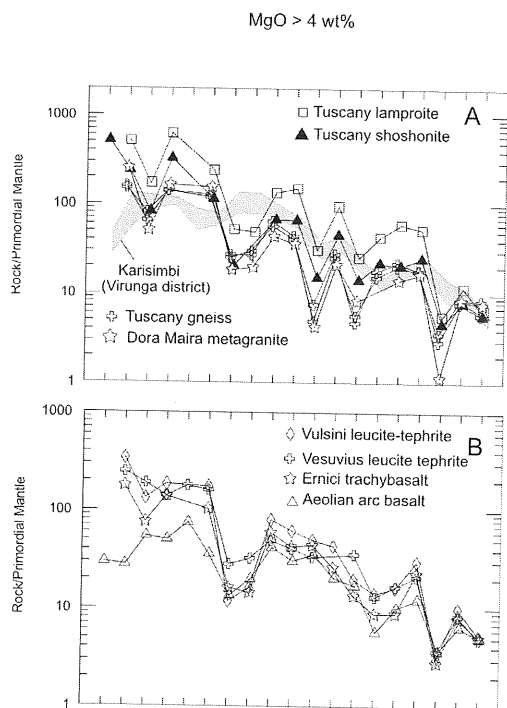 MgO > 4 wt%
1000
100
10
1
Rock/Primordial Mantle
A
Tuscany lamproite
Tuscany shoshonite
Karisimbi
(Virunga district)
Tuscany gneiss
Dora Maira metagranite
1000
100
10
1
Rock/Primordial Mantle
B
Vulsini leucite-tephrite
Vesuvius leucite tephrite
Ernici trachybasalt
Aeolian arc basalt